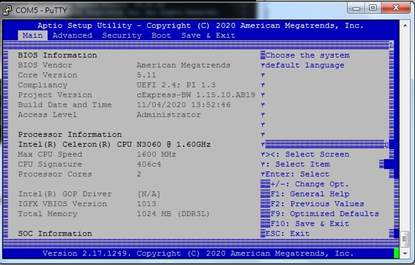 COM5 - PuTTY
Aptio Setup Utility - Copyright (C) 2020 American Megatrends, Inc.
Main Advanced Security Boot Save & Exit
BIOS Information
Choose the system
BIOS Vendor American Megatrends
default language
Core Version 5.11
Compliancy UEFI 2.4; PI 1.3
Project Version cExpress-BW 1.15.10.AB19
Build Date and Time 11/04/2020 13:52:46
Access Level Administrator
Processor Information
Intel(R) Celeron(R) CPU N3060 @ 1.60GHz
Max CPU Speed 1600 MHz
><: Select Screen
CPU Signature 406c4
: Select Item
Processor Cores 2
Enter: Select
+/-: Change Opt.
Intel(R) GOP Driver [N/A]
F1: General Help
IGFX VBIOS Version 1013
F2: Previous Values
Total Memory 1024 MB (DDR3L)
F9: Optimized Defaults
F10: Save & Exit
SOC Information
ESC: Exit
Version 2.17.1249. Copyright (C) 2020 American Megatrends, Inc.